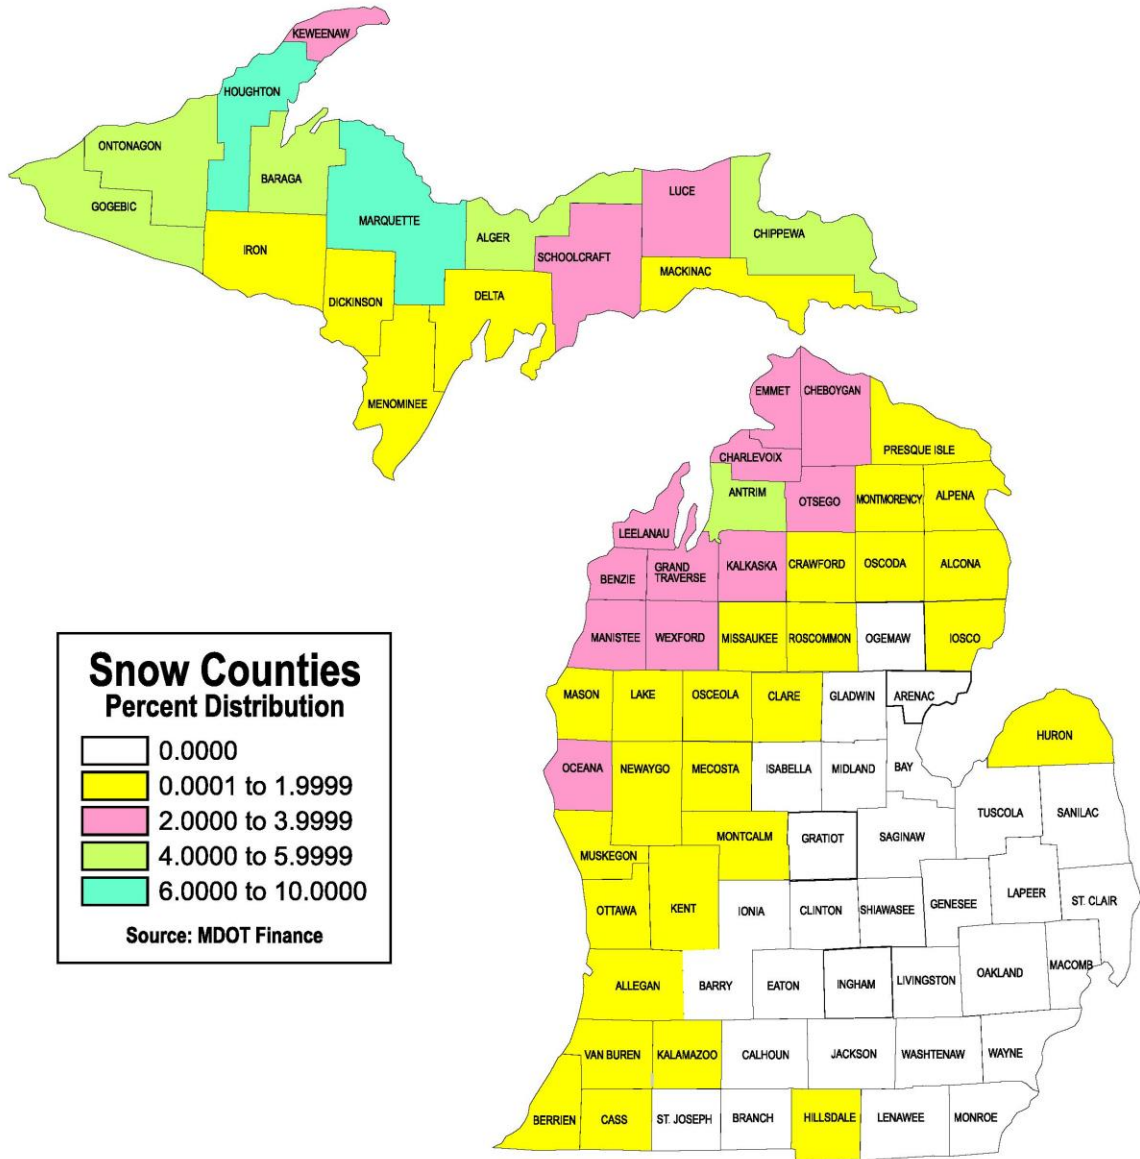 KEWEENAW
HOUGHTON
ONTONAGON
BARAGA
GOGEBIC
LUCE
MARQUETTE
ALGER
CHIPPEWA
IRON
SCHOOLCRAFT
MACKINAC
DICKINSON
DELTA
MENOMINEE
EMMET
CHEBOYGAN
PRESQUE ISLE
CHARLEVOIX
ANTRIM
OTSEGO
MONTMORENCY
ALPENA
LEELANAU
BENZIE
GRAND
TRAVERSE
KALKASKA
CRAWFORD
OSCODA
ALCONA
MANISTEE
WEXFORD
MISSAUKEE
ROSCOMMON
OGEMAW
IOSCO
MASON
LAKE
OSCEOLA
CLARE
GLADWIN
ARENAC
HURON
OCEANA
NEWAYGO
MECOSTA
ISABELLA
MIDLAND
BAY
TUSCOLA
SANILAC
MUSKEGON
MONTCALM
GRATIOT
SAGINAW
OTTAWA
KENT
IONIA
CLINTON
SHIAWASEE
GENESEE
LAPEER
ST. CLAIR
ALLEGAN
BARRY
EATON
INGHAM
LIVINGSTON
OAKLAND
MACOMB
VAN BUREN
KALAMAZOO
CALHOUN
JACKSON
WASHTENAW
WAYNE
BERRIEN
CASS
ST. JOSEPH
BRANCH
HILLSDALE
LENAWEE
MONROE
Snow Counties
Percent Distribution
0.0000
0.0001 to 1.9999
2.0000 to 3.9999
4.0000 to 5.9999
6.0000 to 10.0000
Source: MDOT Finance